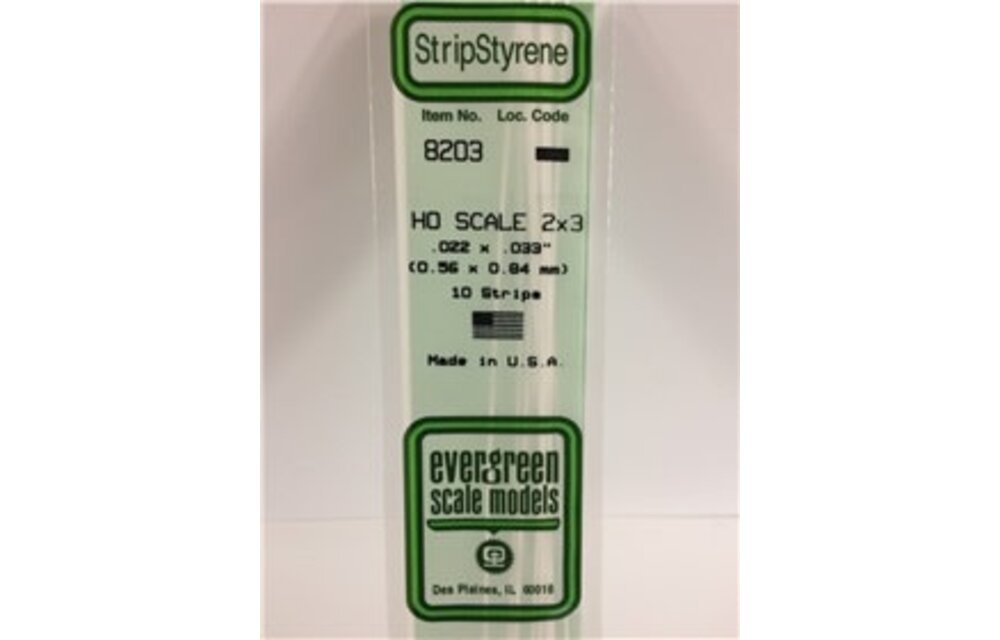 StripStyrene
Item No. Loc. Code
8203
HO SCALE 2x3
.022 x .033"
(0.56 x 0.84 mm)
10 Strips
Made in U.S.A.
evergreen
scale models
Des Plaines, IL 60018